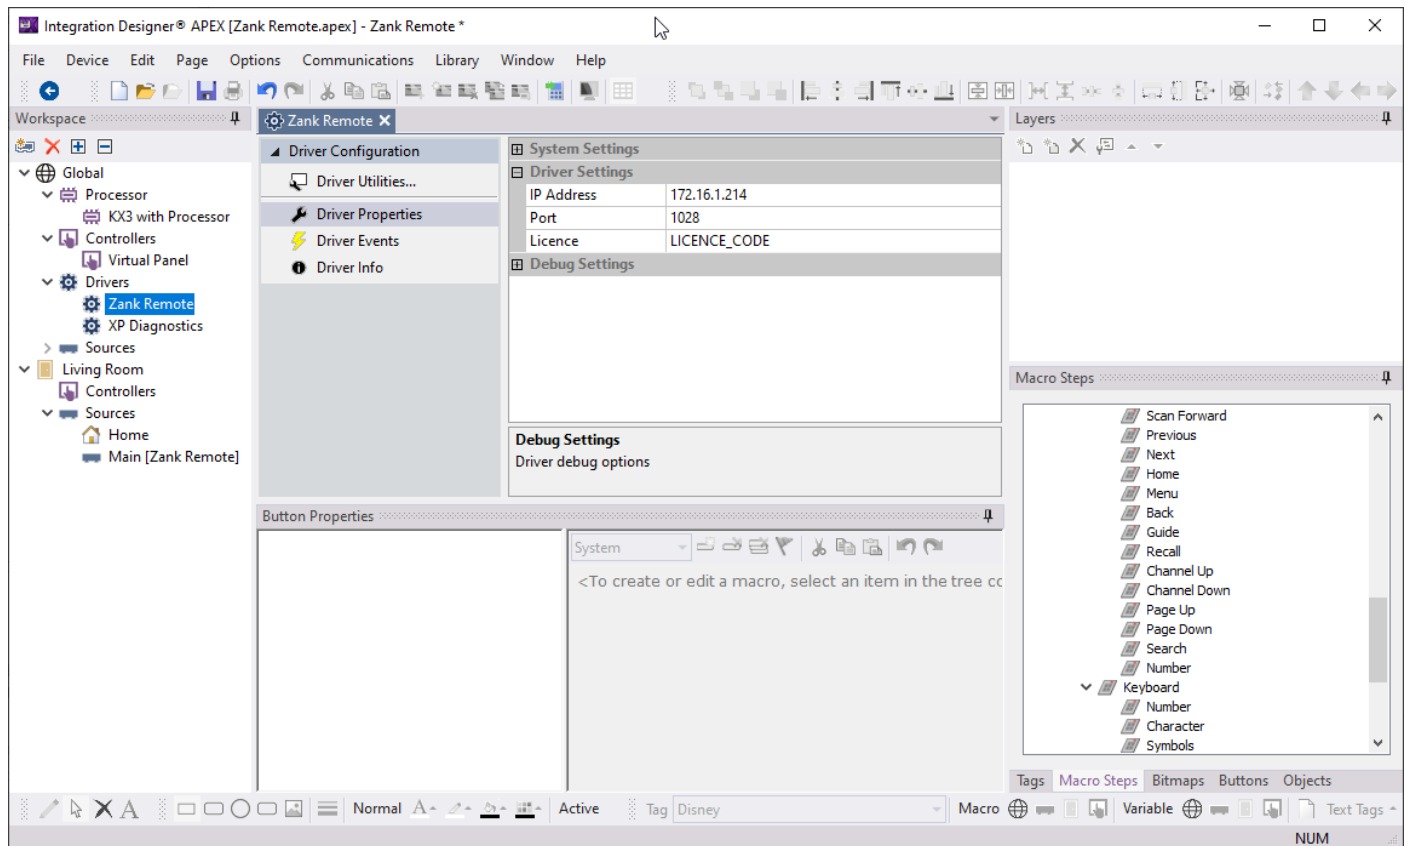 Integration Designer® APEX [Zank Remote.apex] - Zank Remote *
File Device Edit Page Options Communications Library Window Help
Workspace
Global
Processor
KX3 with Processor
Controllers
Virtual Panel
Drivers
Zank Remote
XP Diagnostics
Sources
Living Room
Controllers
Sources
Home
Main [Zank Remote]
Zank Remote
Driver Configuration
Driver Utilities...
Driver Properties
Driver Events
Driver Info
System Settings
Driver Settings
IP Address 172.16.1.214
Port 1028
Licence LICENCE_CODE
Debug Settings
Debug Settings
Driver debug options
Button Properties
System
<To create or edit a macro, select an item in the tree cc
Layers
Macro Steps
Scan Forward
Previous
Next
Home
Menu
Back
Guide
Recall
Channel Up
Channel Down
Page Up
Page Down
Search
Number
Keyboard
Number
Character
Symbols
Tags Macro Steps Bitmaps Buttons Objects
A Normal A Active Tag Disney Macro Variable Text Tags
NUM